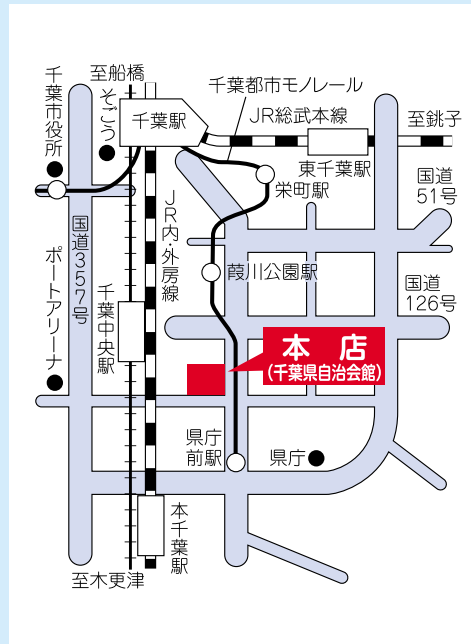 至船橋
千葉市役所
そごう
千葉駅
千葉都市モノレール
JR総武本線
至銚子
東千葉駅
栄町駅
国道
51号
JR内・外房線
国道357号
ポートアリーナ
千葉中央駅
葭川公園駅
国道
126号
本店
(千葉県自治会館)
県庁
前駅
県庁
本千葉駅
至木更津